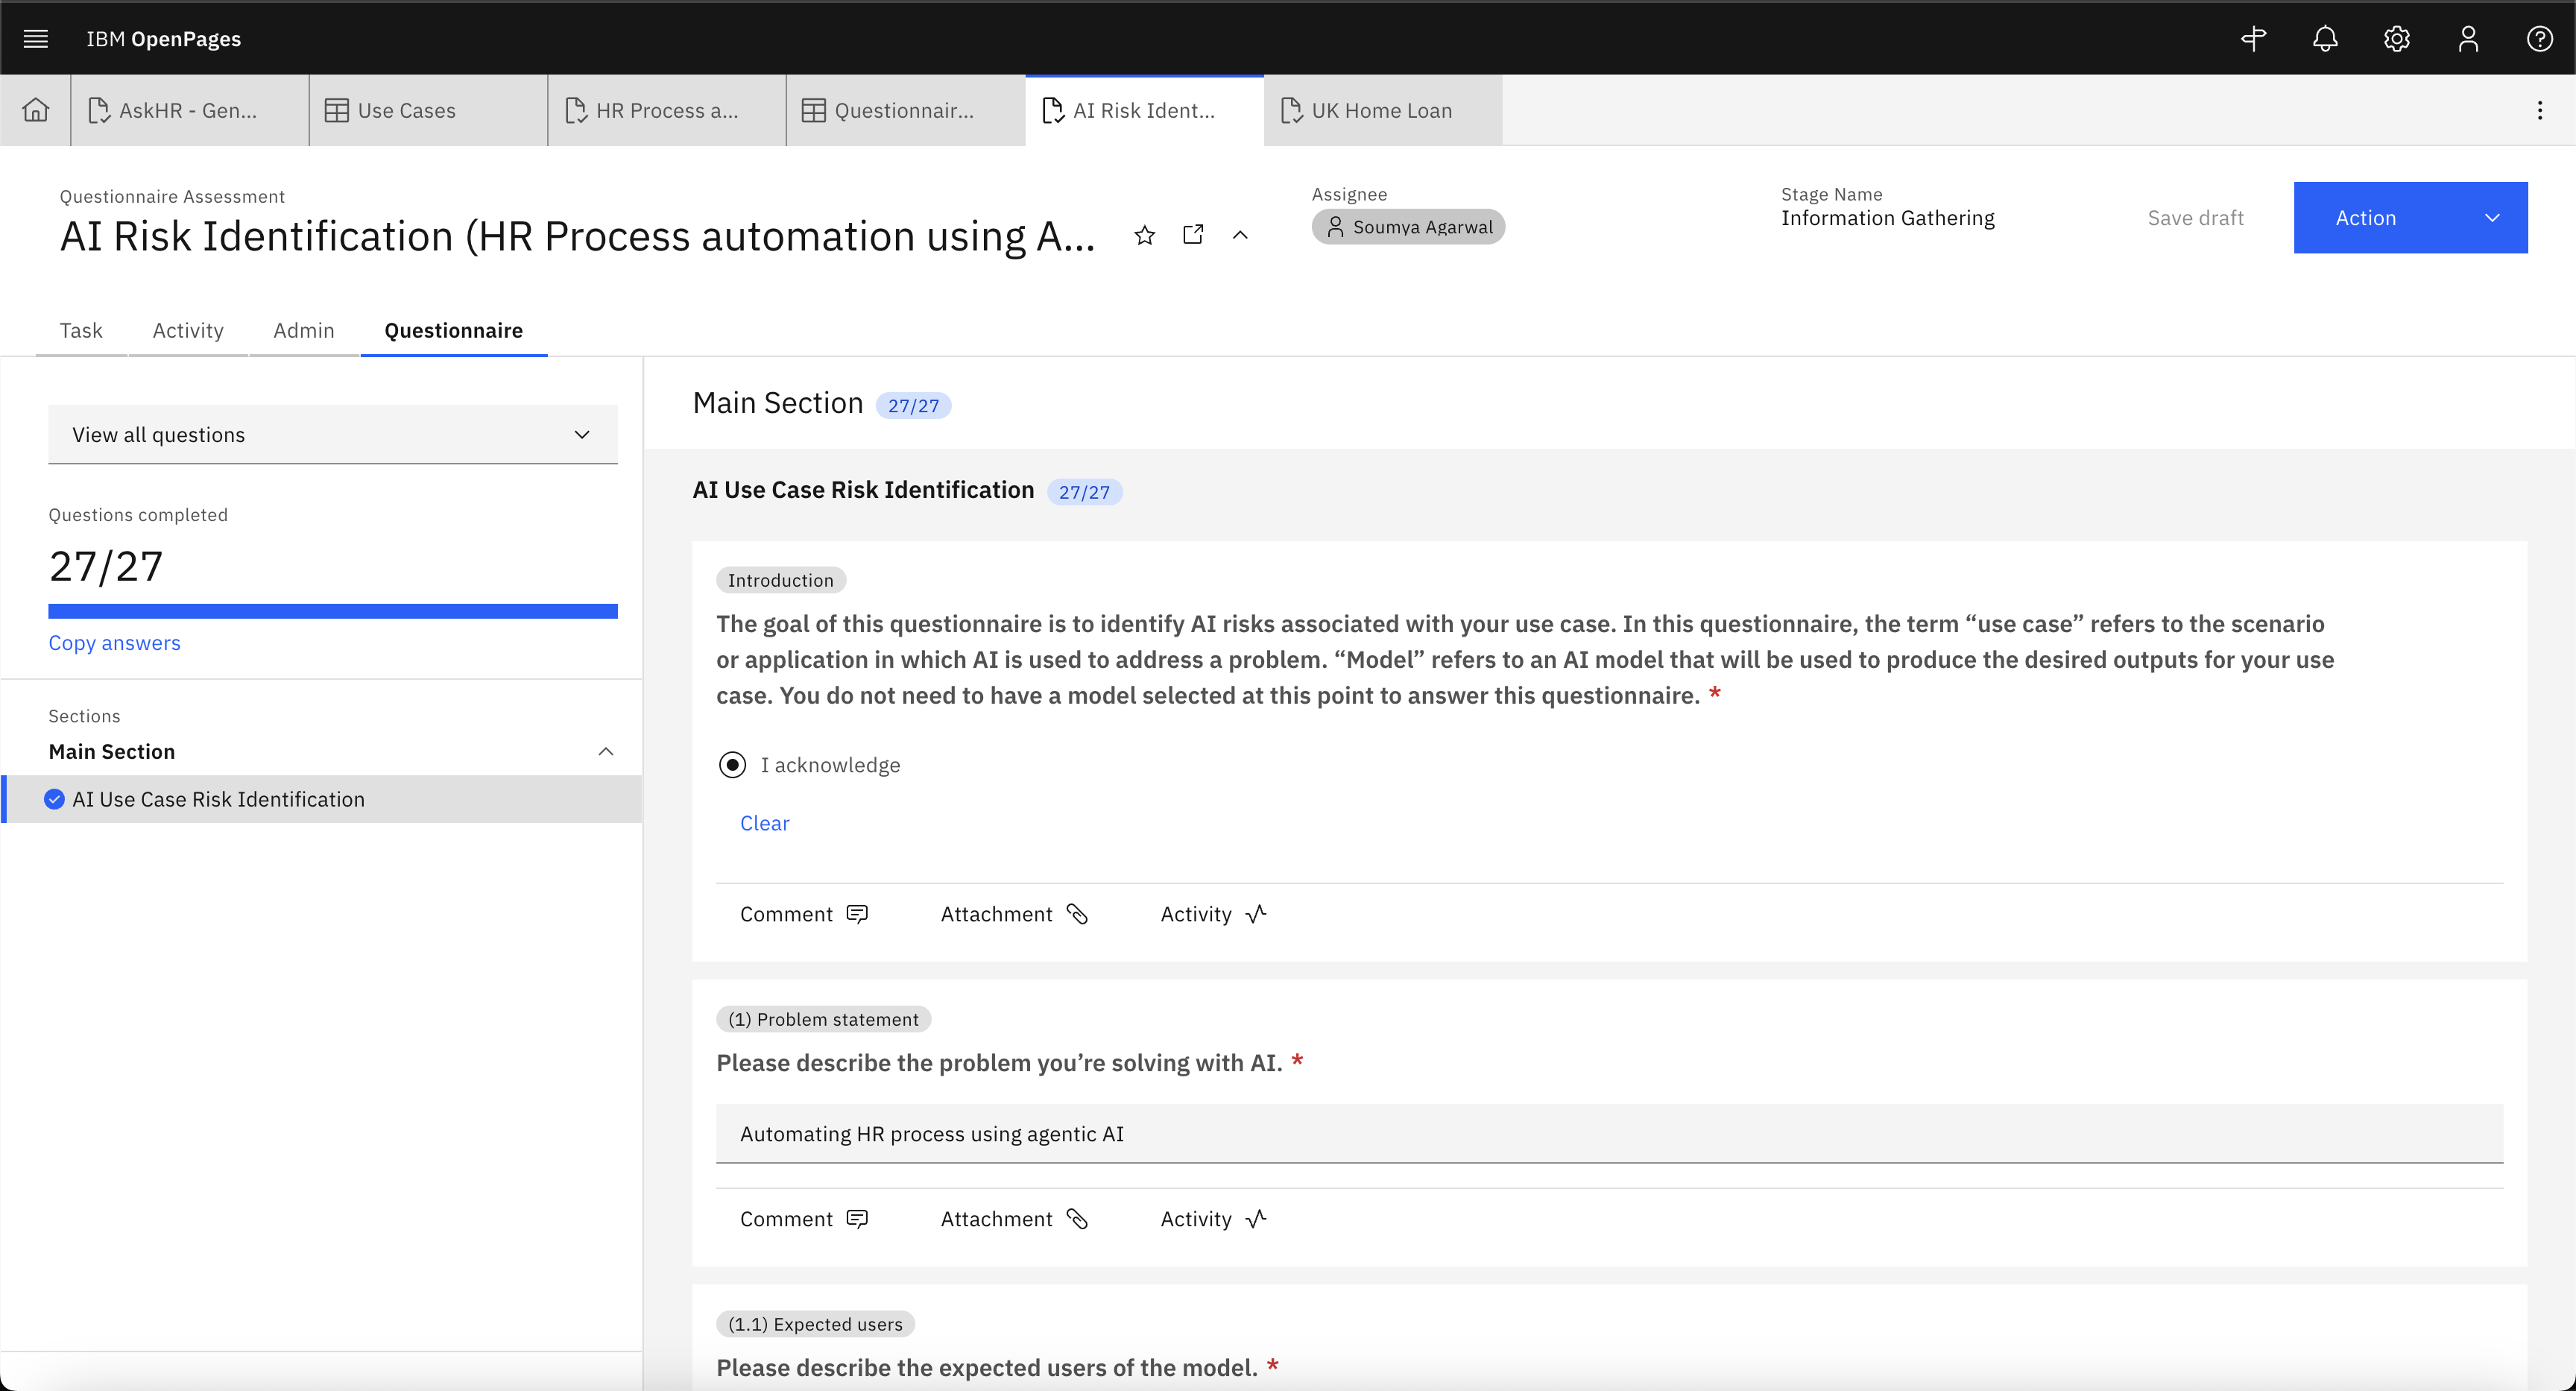 IBM OpenPages
AskHR - Gen...
Use Cases
HR Process a...
Questionnair...
AI Risk Ident...
UK Home Loan
Questionnaire Assessment
AI Risk Identification (HR Process automation using A...
Assignee
Soumya Agarwal
Stage Name
Information Gathering
Save draft
Action
Task
Activity
Admin
Questionnaire
View all questions
Questions completed
27/27
Copy answers
Sections
Main Section
AI Use Case Risk Identification
Main Section 27/27
AI Use Case Risk Identification 27/27
Introduction
The goal of this questionnaire is to identify AI risks associated with your use case. In this questionnaire, the term “use case” refers to the scenario
or application in which AI is used to address a problem. “Model” refers to an AI model that will be used to produce the desired outputs for your use
case. You do not need to have a model selected at this point to answer this questionnaire. *
I acknowledge
Clear
Comment Attachment Activity
(1) Problem statement
Please describe the problem you’re solving with AI. *
Automating HR process using agentic AI
Comment Attachment Activity
(1.1) Expected users
Please describe the expected users of the model. *